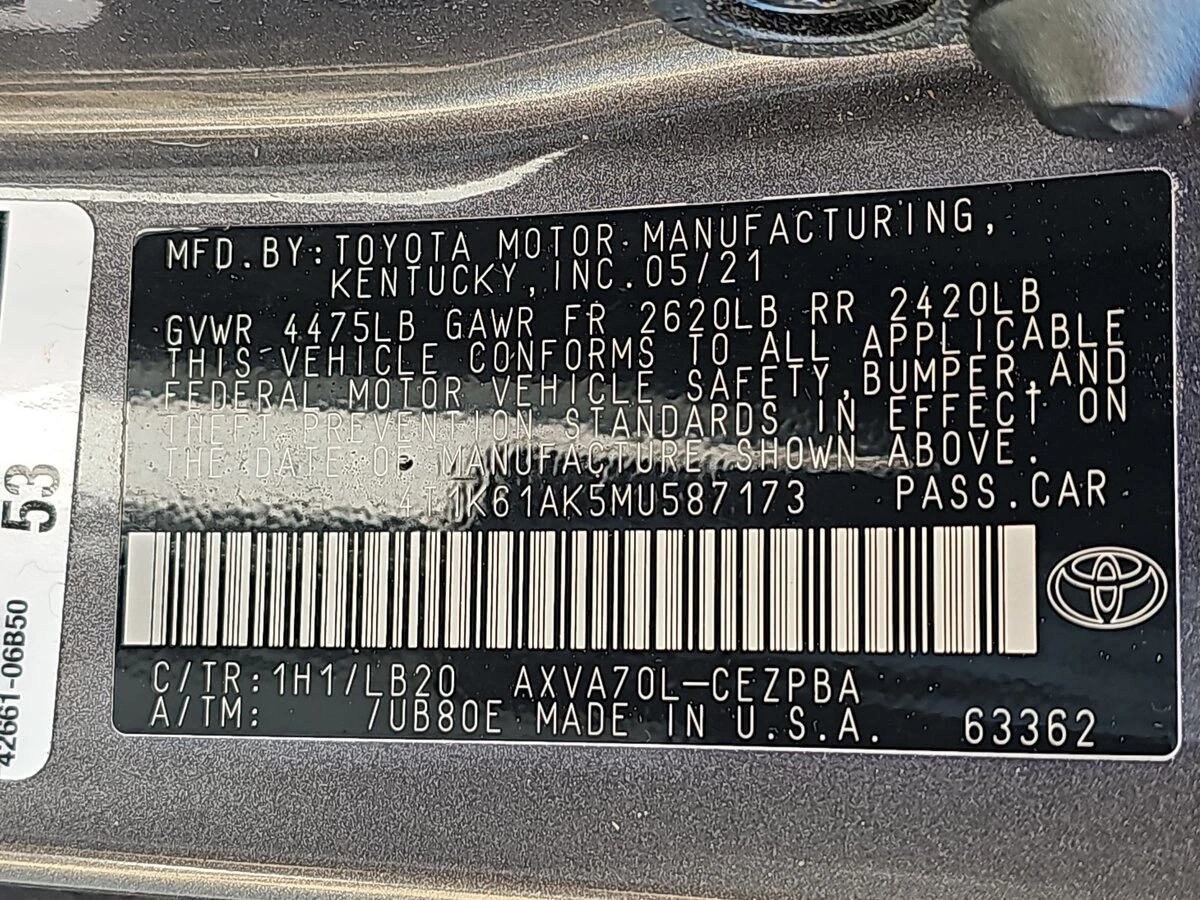 MFD.BY:TOYOTA MOTOR MANUFACTURING,
KENTUCKY,INC.05/21
GVWR 4475LB GAWR FR 2620LB RR 2420LB
THIS VEHICLE CONFORMS TO ALL APPLICABLE
FEDERAL MOTOR VEHICLE SAFETY,BUMPER,AND
THEFT PREVENTION STANDARDS IN EFFECT ON
THE DATE OF MANUFACTURE SHOWN ABOVE.
4T1K61AK5MU587173 PASS.CAR
C/TR:1H1/LB20 AXVA70L-CEZPBA
A/TM: /UB80E MADE IN U.S.A. 63362
53
42661-06B50